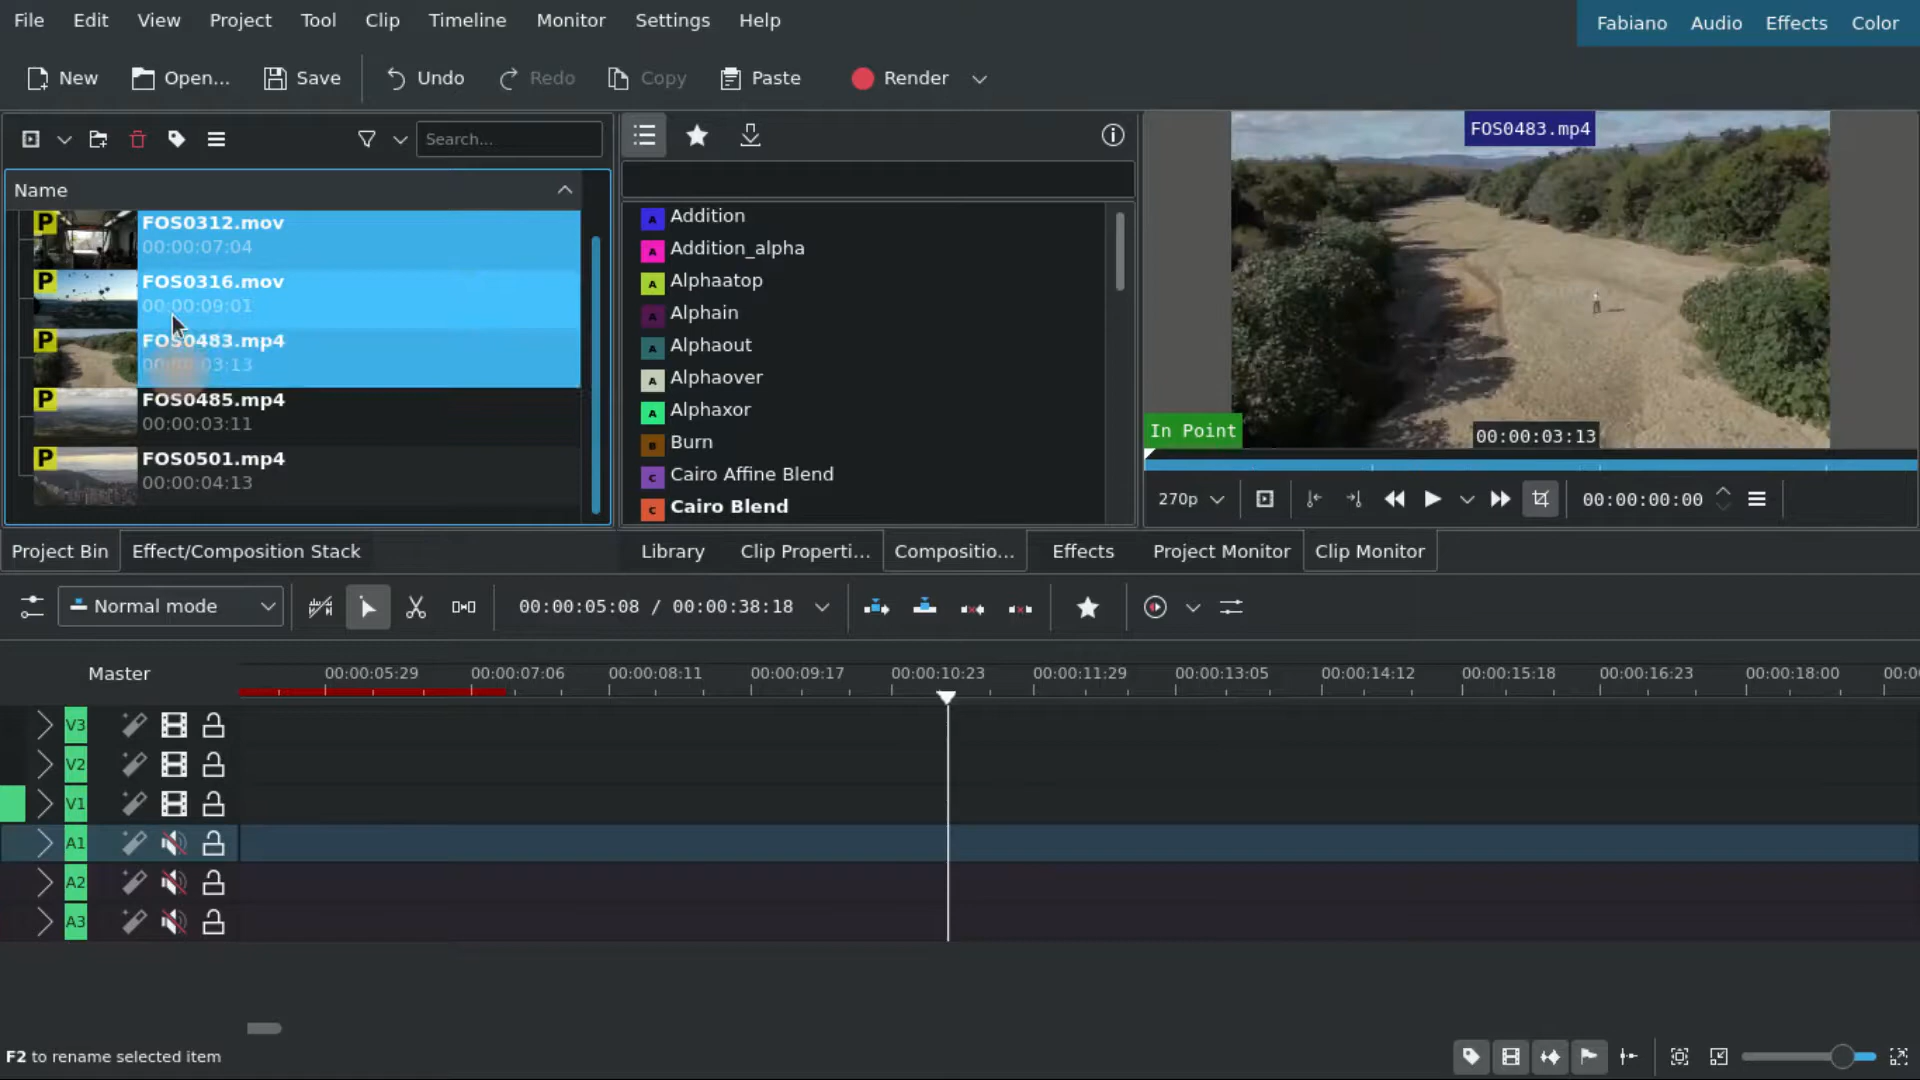 File Edit View Project Tool Clip Timeline Monitor Settings Help
Fabiano Audio Effects Color
New Open... Save Undo Redo Copy Paste Render
Search...
Name
P FOS0312.mov
00:00:07:04
P FOS0316.mov
00:00:09:01
P FOS0483.mp4
03:13
P FOS0485.mp4
00:00:03:11
P FOS0501.mp4
00:00:04:13
A Addition
A Addition_alpha
A Alphaatop
A Alphain
A Alphaout
A Alphaover
A Alphaxor
B Burn
C Cairo Affine Blend
C Cairo Blend
FOS0483.mp4
In Point
00:00:03:13
270p
00:00:00:00
Project Bin Effect/Composition Stack
Library Clip Properti... Compositio... Effects
Project Monitor Clip Monitor
Normal mode
00:00:05:08 / 00:00:38:18
Master
00:00:05:29 00:00:07:06 00:00:08:11 00:00:09:17 00:00:10:23 00:00:11:29 00:00:13:05 00:00:14:12 00:00:15:18 00:00:16:23 00:00:18:00 00:00
V3
V2
V1
A1
A2
A3
F2 to rename selected item